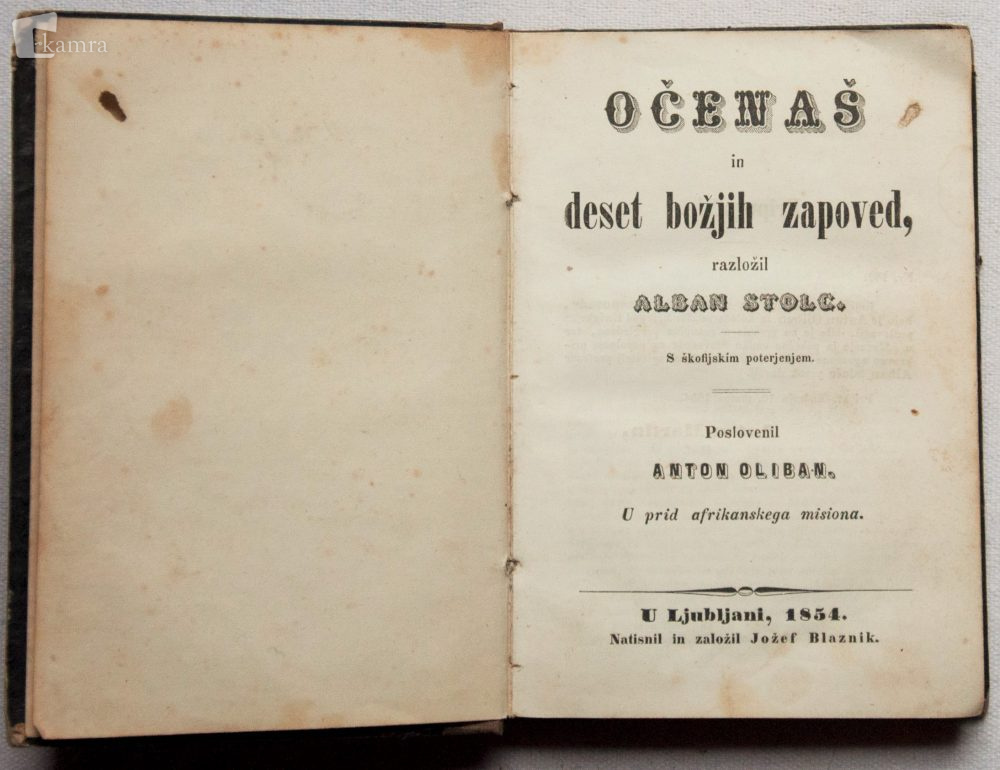 kamra
OČENAŠ
in
deset božjih zapoved,
razložil
ALBAN STOLC.
S škofijskim poterjenjem.
Poslovenil
ANTON OLIBAN.
U prid afrikanskega misiona.
U Ljubljani, 1854.
Natisnil in založil Jožef Blaznik.